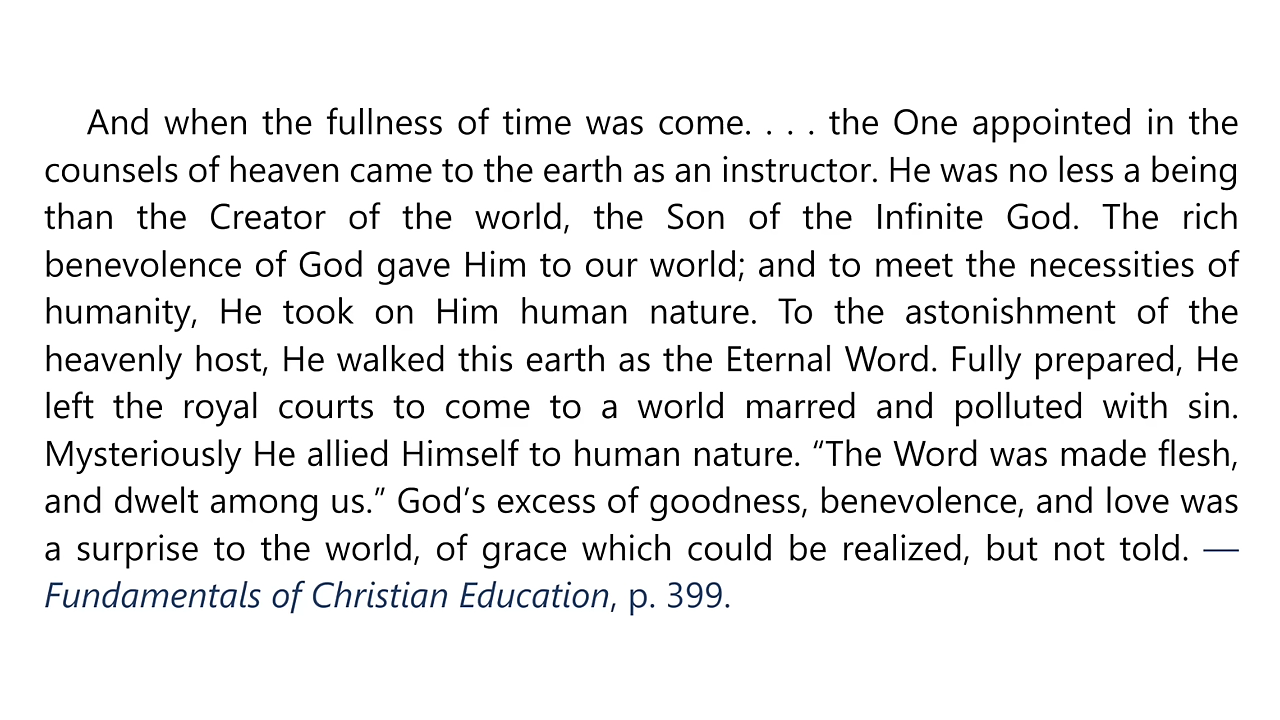 And when the fullness of time was come. . . . the One appointed in the
counsels of heaven came to the earth as an instructor. He was no less a being
than the Creator of the world, the Son of the Infinite God. The rich
benevolence of God gave Him to our world; and to meet the necessities of
humanity, He took on Him human nature. To the astonishment of the
heavenly host, He walked this earth as the Eternal Word. Fully prepared, He
left the royal courts to come to a world marred and polluted with sin.
Mysteriously He allied Himself to human nature. “The Word was made flesh,
and dwelt among us.” God’s excess of goodness, benevolence, and love was
a surprise to the world, of grace which could be realized, but not told. —
Fundamentals of Christian Education, p. 399.